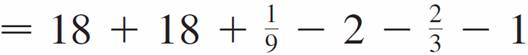 = 18 + 18 + 1/9 − 2 − 2/3 − 1